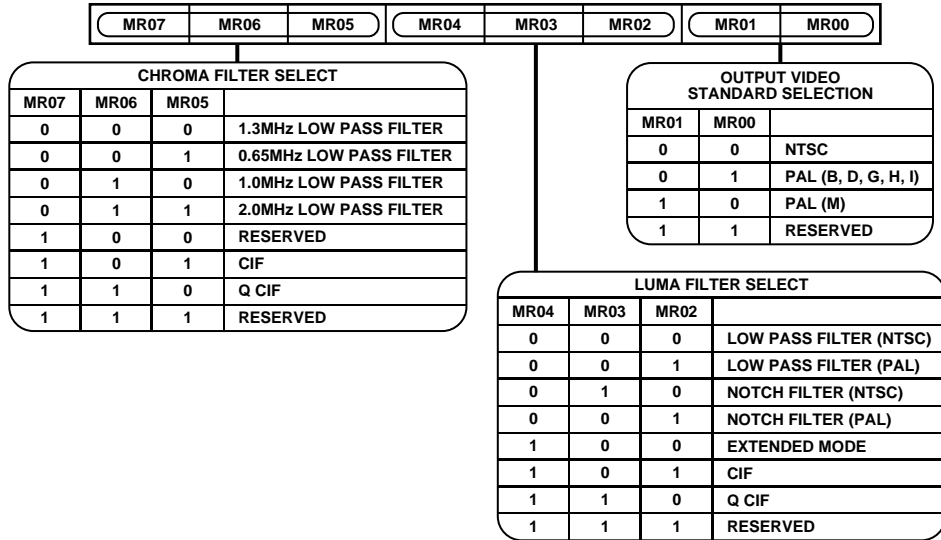 MR07 MR06 MR05 MR04 MR03 MR02 MR01 MR00
CHROMA FILTER SELECT
MR07 MR06 MR05
0 0 0 1.3MHz LOW PASS FILTER
0 0 1 0.65MHz LOW PASS FILTER
0 1 0 1.0MHz LOW PASS FILTER
0 1 1 2.0MHz LOW PASS FILTER
1 0 0 RESERVED
1 0 1 CIF
1 1 0 Q CIF
1 1 1 RESERVED
OUTPUT VIDEO
STANDARD SELECTION
MR01 MR00
0 0 NTSC
0 1 PAL (B, D, G, H, I)
1 0 PAL (M)
1 1 RESERVED
LUMA FILTER SELECT
MR04 MR03 MR02
0 0 0 LOW PASS FILTER (NTSC)
0 0 1 LOW PASS FILTER (PAL)
0 1 0 NOTCH FILTER (NTSC)
0 0 1 NOTCH FILTER (PAL)
1 0 0 EXTENDED MODE
1 0 1 CIF
1 1 0 Q CIF
1 1 1 RESERVED